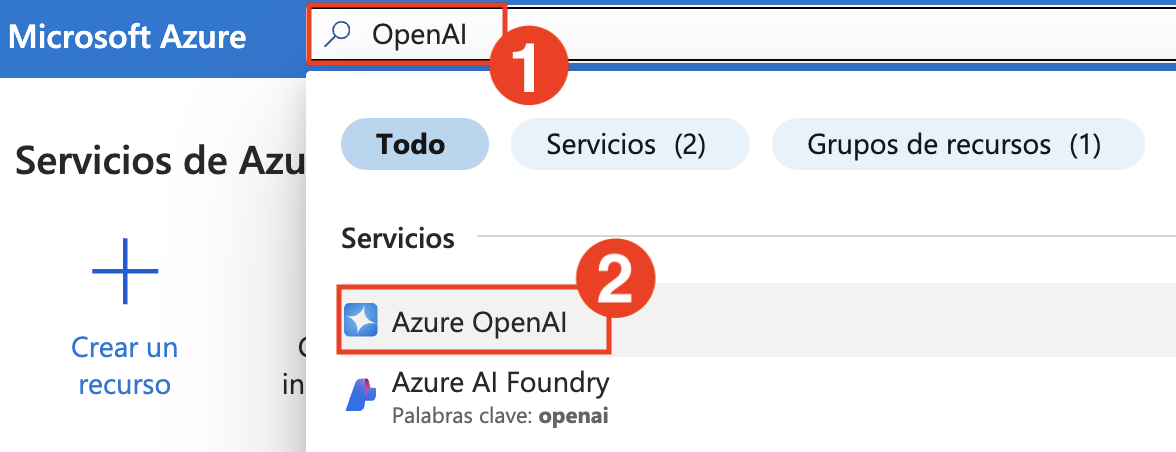 Microsoft Azure
OpenAI
1
Todo
Servicios (2)
Grupos de recursos (1)
Servicios de Azu
Servicios
2
Azure OpenAI
Crear un
recurso
in
Azure AI Foundry
Palabras clave: openai